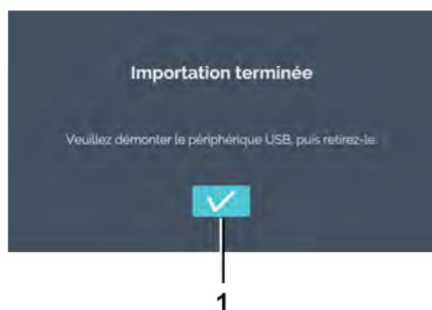 Importation terminée
Veuillez démonter le périphérique USB, puis retirez-le.
1